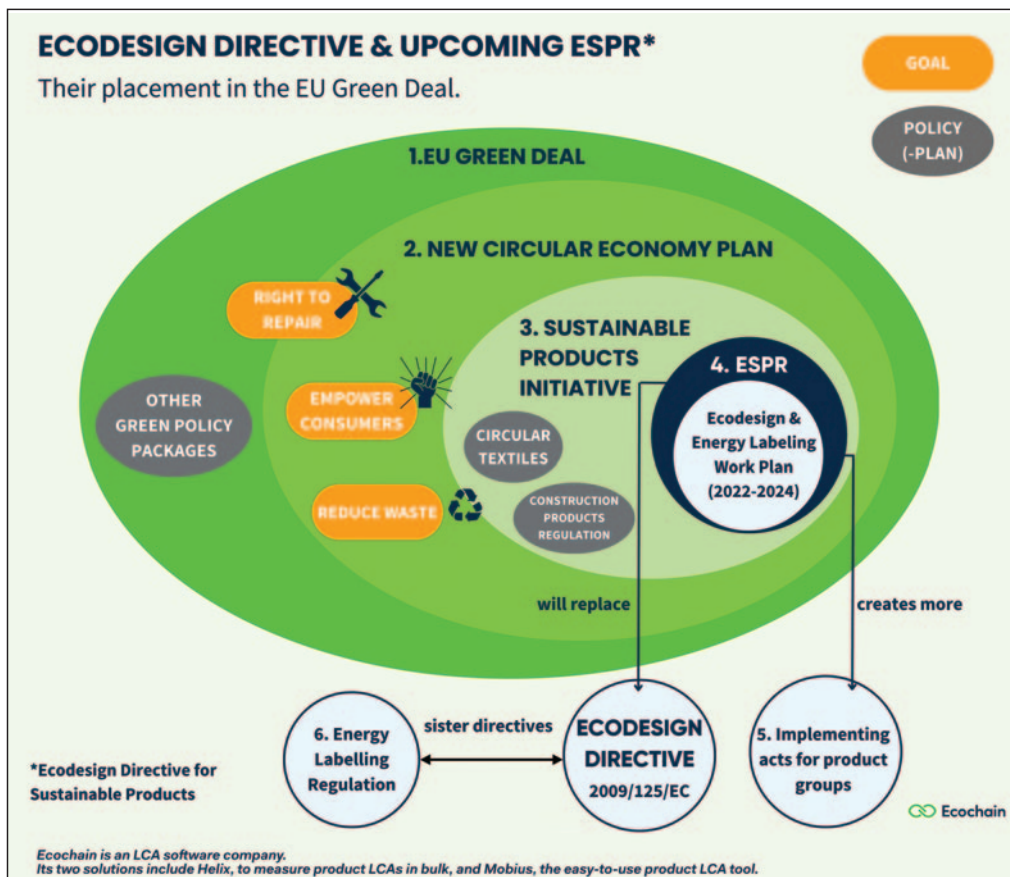 ECODESIGN DIRECTIVE & UPCOMING ESPR*
Their placement in the EU Green Deal.
GOAL
POLICY
(-PLAN)
1.EU GREEN DEAL
2. NEW CIRCULAR ECONOMY PLAN
RIGHT TO
REPAIR
3. SUSTAINABLE
PRODUCTS
INITIATIVE
4. ESPR
Ecodesign &
Energy Labeling
Work Plan
(2022-2024)
OTHER
GREEN POLICY
PACKAGES
EMPOWER
CONSUMERS
CIRCULAR
TEXTILES
REDUCE WASTE
CONSTRUCTION
PRODUCTS
REGULATION
will replace
creates more
6. Energy
Labelling
Regulation
sister directives
ECODESIGN
DIRECTIVE
2009/125/EC
5. Implementing
acts for product
groups
*Ecodesign Directive for
Sustainable Products
Ecochain
Ecochain is an LCA software company.
Its two solutions include Helix, to measure product LCAs in bulk, and Mobius, the easy-to-use product LCA tool.